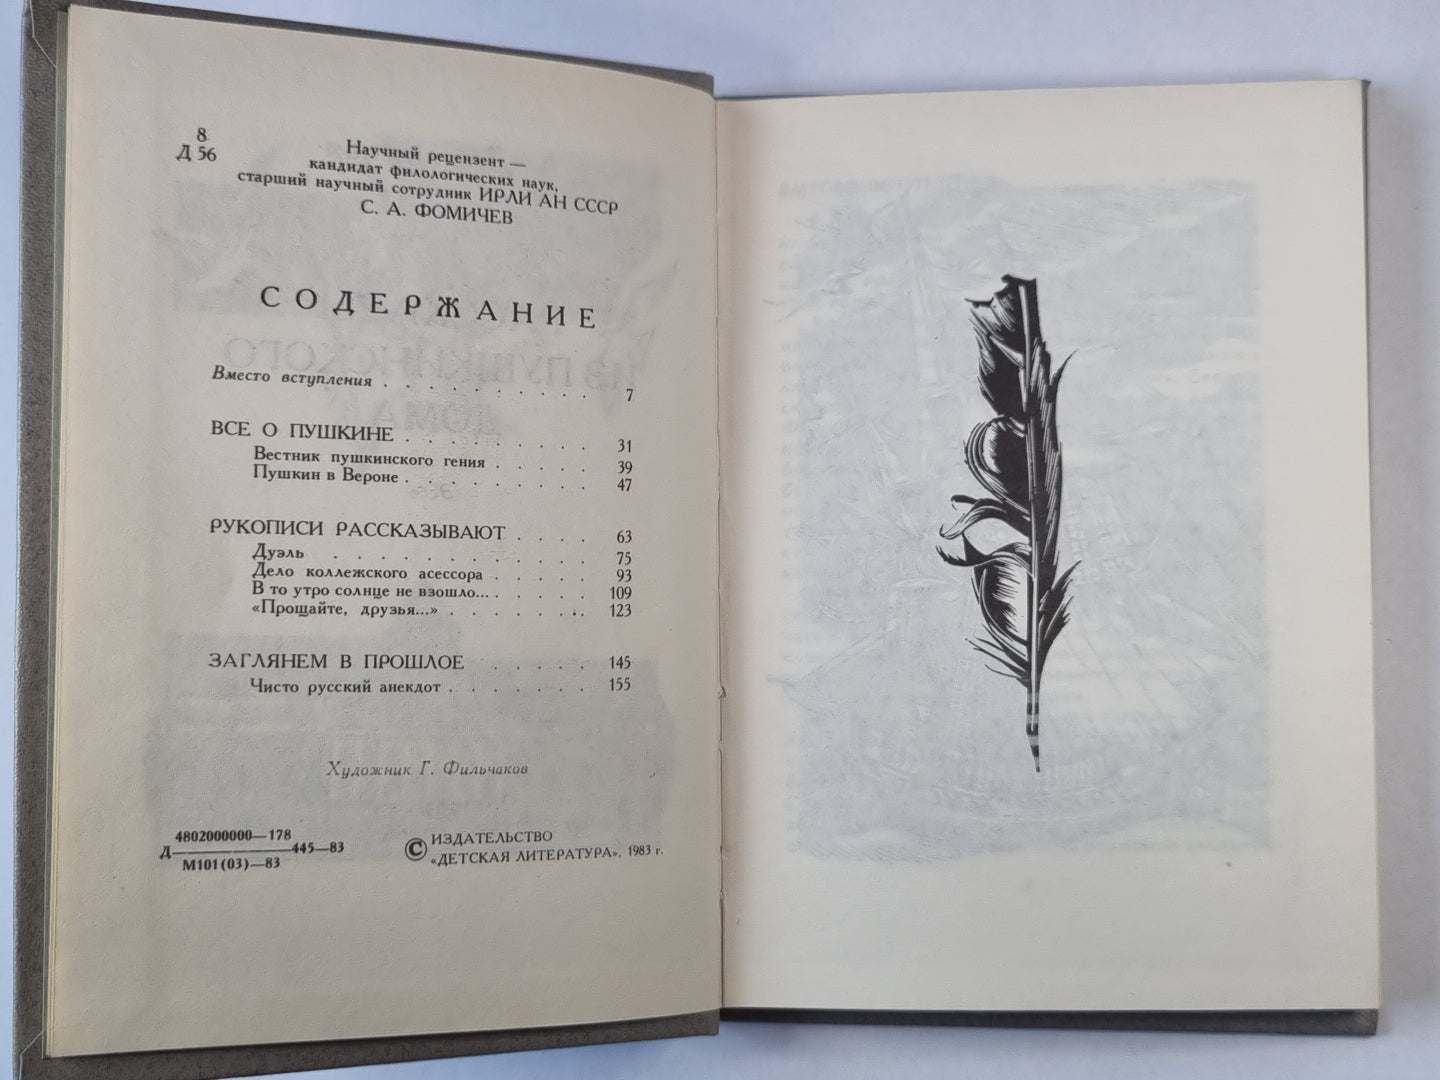 8
Д 56
Научный рецензент —
кандидат филологических наук,
старший научный сотрудник ИРЛИ АН СССР
С. А. ФОМИЧЕВ
СОДЕРЖАНИЕ
Вместо вступления . . . . . . . . . . 7
ВСЕ О ПУШКИНЕ . . . . . . . . . 31
Вестник пушкинского гения . . . . . 39
Пушкин в Вероне . . . . . . . . . 47
РУКОПИСИ РАССКАЗЫВАЮТ . . . . 63
Дуэль . . . . . . . . . . . 75
Дело коллежского асессора . . . . . 93
В то утро солнце не взошло... . . . . . 109
«Прощайте, друзья...» . . . . . . . 123
ЗАГЛЯНЕМ В ПРОШЛОЕ . . . . . 145
Чисто русский анекдот . . . . . . . 155
Художник Г. Фильчаков
4802000000—178
Д————————445—83
М101(03)—83
© ИЗДАТЕЛЬСТВО
«ДЕТСКАЯ ЛИТЕРАТУРА», 1983 г.